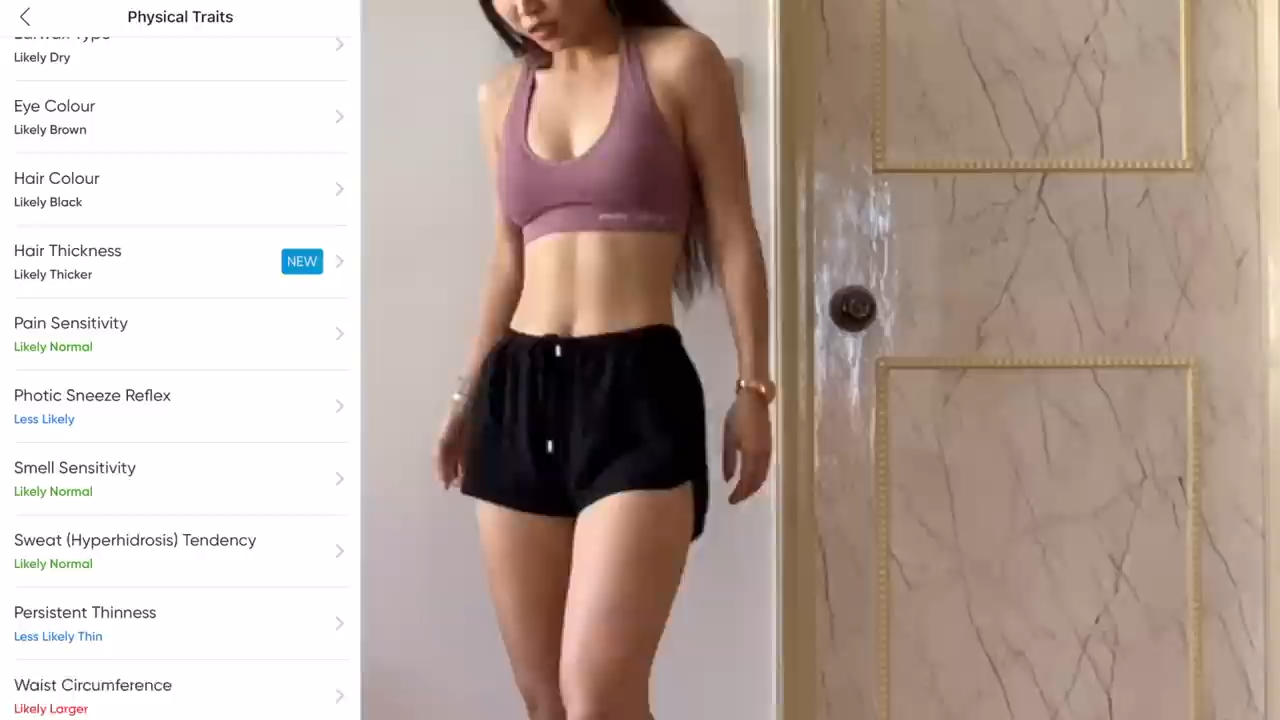 Physical Traits
Earwax Type
Likely Dry
Eye Colour
Likely Brown
Hair Colour
Likely Black
Hair Thickness
NEW
Likely Thicker
Pain Sensitivity
Likely Normal
Photic Sneeze Reflex
Less Likely
Smell Sensitivity
Likely Normal
Sweat (Hyperhidrosis) Tendency
Likely Normal
Persistent Thinness
Less Likely Thin
Waist Circumference
Likely Larger